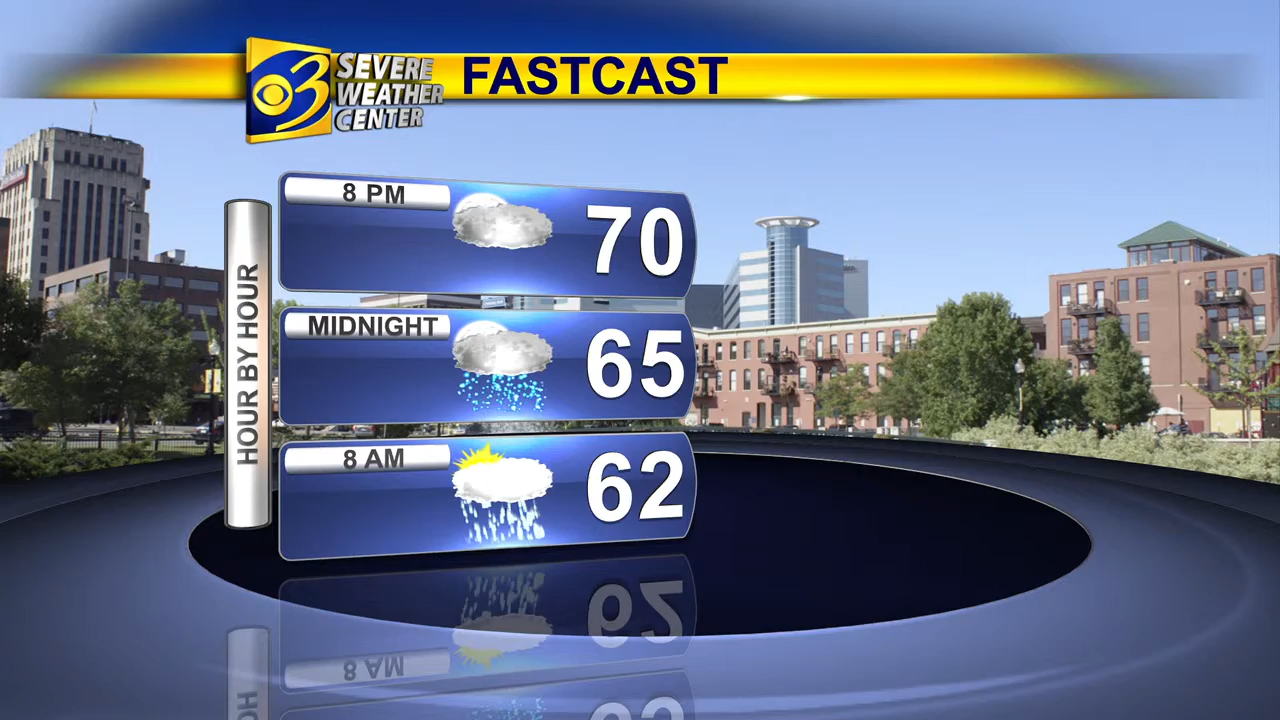 3
SEVERE
WEATHER
CENTER
FASTCAST
HOUR BY HOUR
8 PM
70
MIDNIGHT
65
8 AM
62